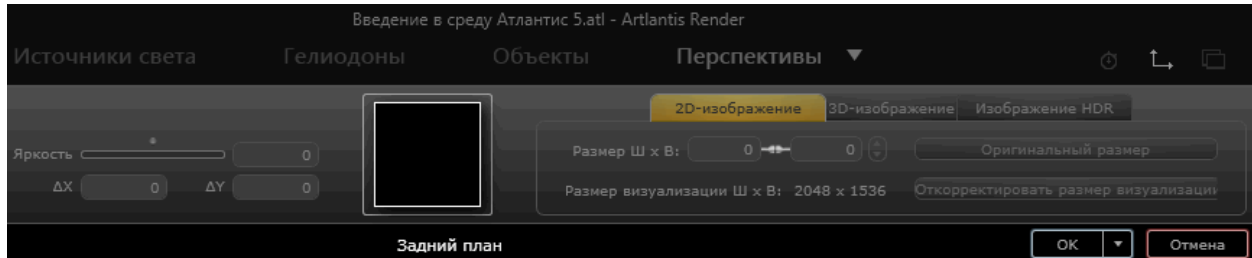 Введение в среду Атлантис 5.atl - Artlantis Render
Источники света Гелиодоны Объекты Перспективы
2D-изображение 3D-изображение Изображение HDR
Яркость 0 Размер Ш x В: 0 0 Оригинальный размер
ΔX 0 ΔY 0 Размер визуализации Ш x В: 2048 x 1536 Откорректировать размер визуализации
Задний план OK Отмена